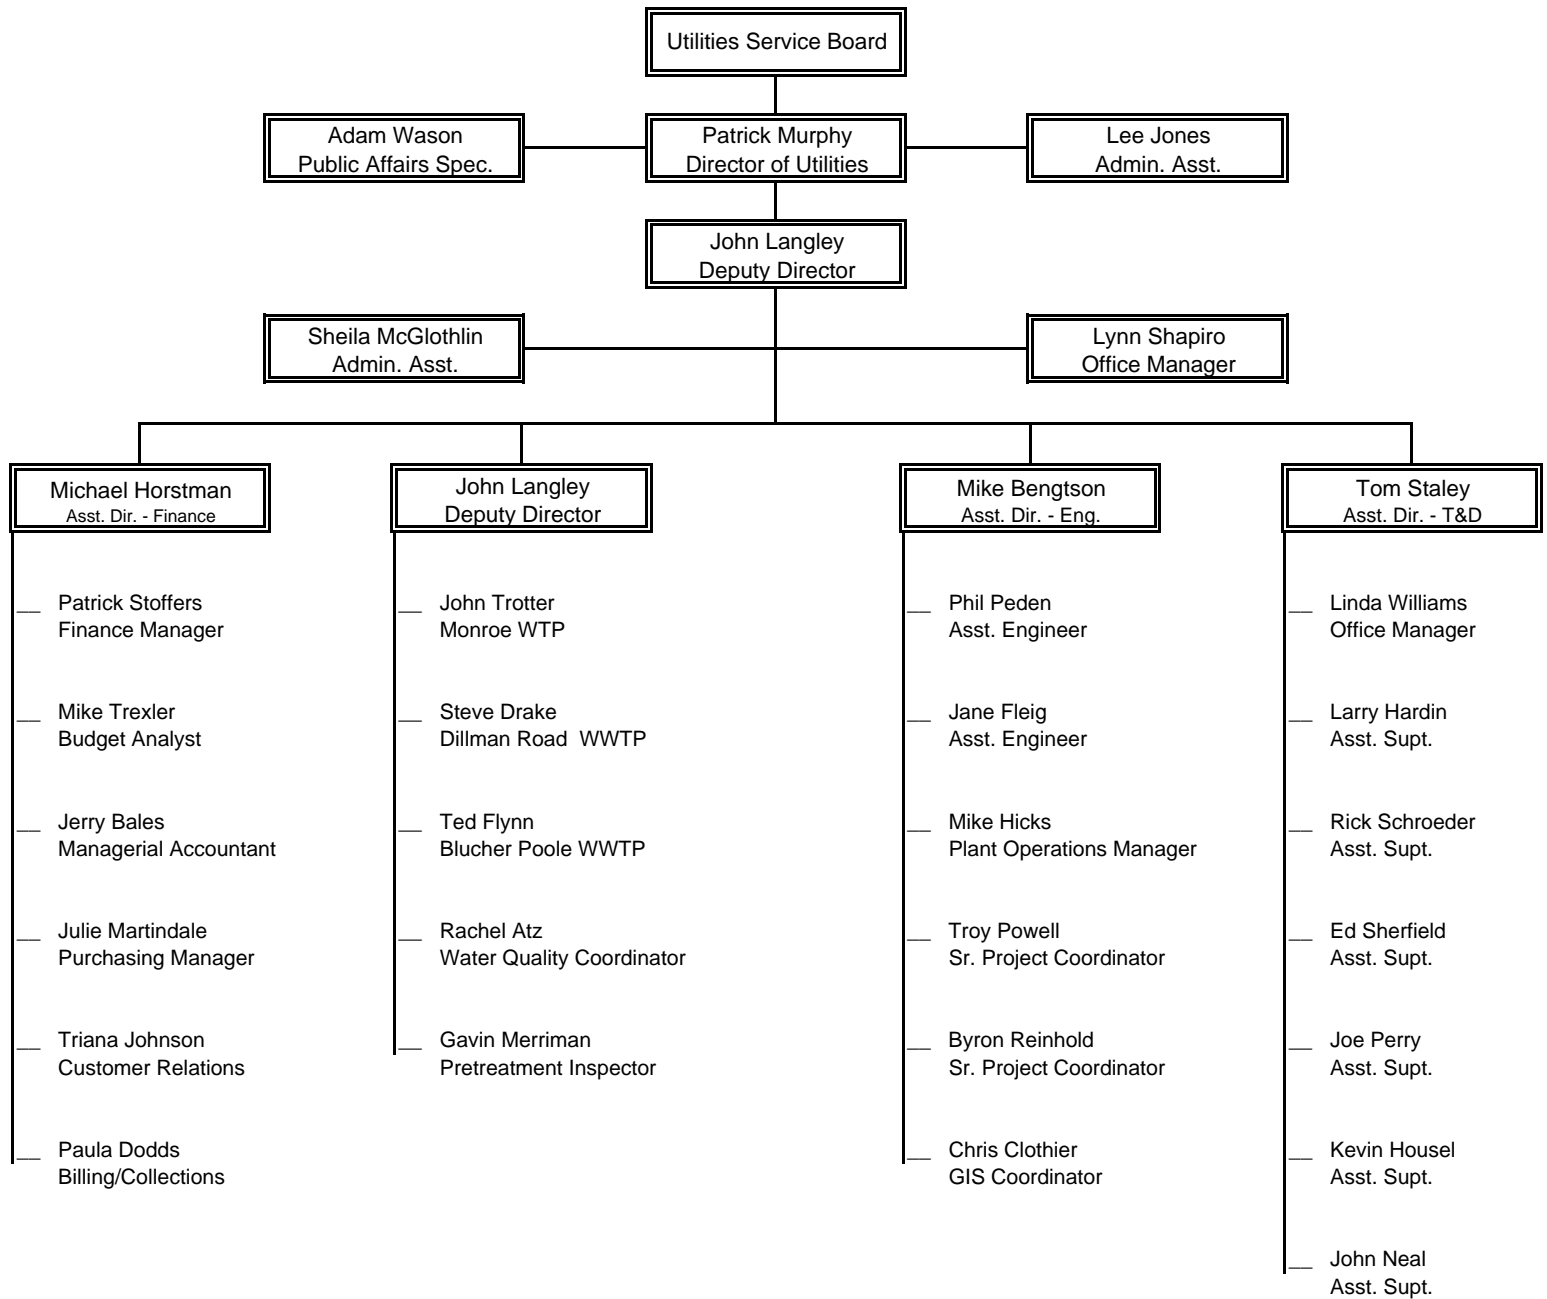 Utilities Service Board
Adam Wason
Public Affairs Spec.
Patrick Murphy
Director of Utilities
Lee Jones
Admin. Asst.
John Langley
Deputy Director
Sheila McGlothlin
Admin. Asst.
Lynn Shapiro
Office Manager
Michael Horstman
Asst. Dir. - Finance
Patrick Stoffers
Finance Manager
Mike Trexler
Budget Analyst
Jerry Bales
Managerial Accountant
Julie Martindale
Purchasing Manager
Triana Johnson
Customer Relations
Paula Dodds
Billing/Collections
John Langley
Deputy Director
John Trotter
Monroe WTP
Steve Drake
Dillman Road  WWTP
Ted Flynn
Blucher Poole WWTP
Rachel Atz
Water Quality Coordinator
Gavin Merriman
Pretreatment Inspector
Mike Bengtson
Asst. Dir. - Eng.
Phil Peden
Asst. Engineer
Jane Fleig
Asst. Engineer
Mike Hicks
Plant Operations Manager
Troy Powell
Sr. Project Coordinator
Byron Reinhold
Sr. Project Coordinator
Chris Clothier
GIS Coordinator
Tom Staley
Asst. Dir. - T&D
Linda Williams
Office Manager
Larry Hardin
Asst. Supt.
Rick Schroeder
Asst. Supt.
Ed Sherfield
Asst. Supt.
Joe Perry
Asst. Supt.
Kevin Housel
Asst. Supt.
John Neal
Asst. Supt.